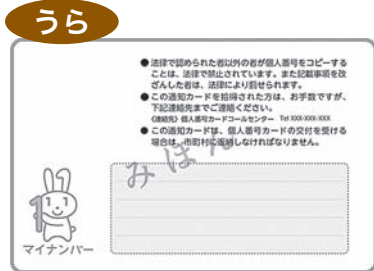 うら
● 法律で認められた者以外の者が個人番号をコピーする
ことは、法律で禁止されています。また記載事項を改
ざんした者は、法律により罰せられます。
● この通知カードを拾得された方は、お手数ですが、
下記連絡先までご連絡ください。
《連絡先》個人番号カードコールセンター Tel XXX-XXX-XXX
● この通知カードは、個人番号カードの交付を受ける
場合は、市町村に返納しなければなりません。
みほん
マイナンバー